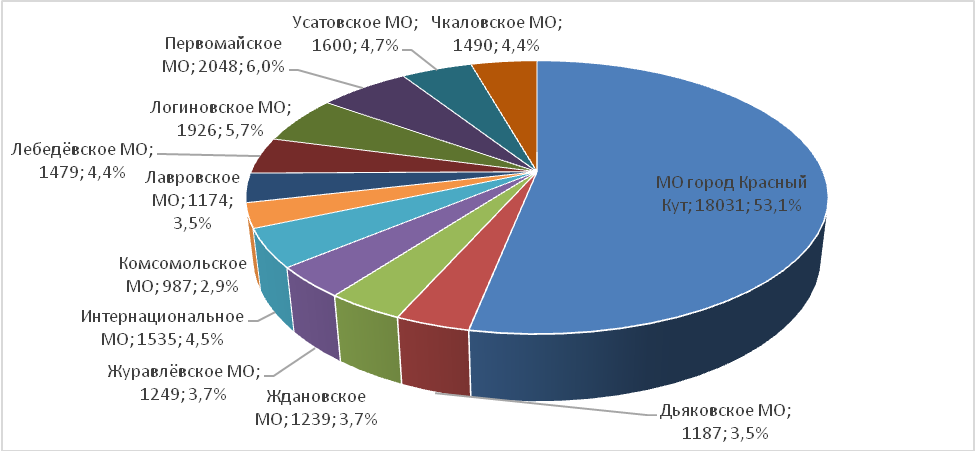 Усатовское МО;
1600; 4,7%
Чкаловское МО;
1490; 4,4%
Первомайское
МО; 2048; 6,0%
Логиновское МО;
1926; 5,7%
Лебедёвское МО;
1479; 4,4%
Лавровское
МО; 1174;
3,5%
МО город Красный
Кут; 18031; 53,1%
Комсомольское
МО; 987; 2,9%
Интернациональное
МО; 1535; 4,5%
Журавлёвское МО;
1249; 3,7%
Ждановское
МО; 1239; 3,7%
Дьяковское МО;
1187; 3,5%